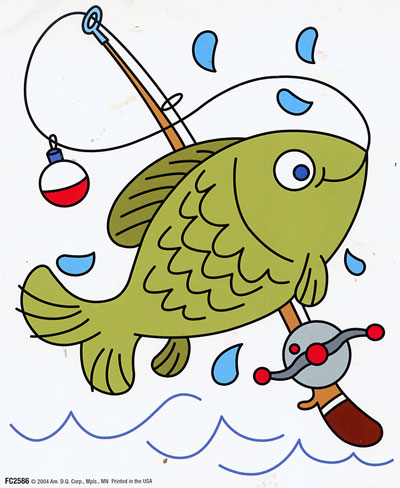 FC2586 © 2004 Am. D.Q. Corp., Mpls., MN Printed in the USA